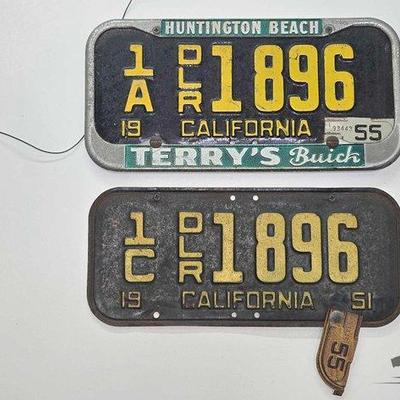 HUNTINGTON BEACH
1A DLR 1896
19 CALIFORNIA 55
TERRY'S Buick
1C DLR 1896
19 CALIFORNIA 51
55